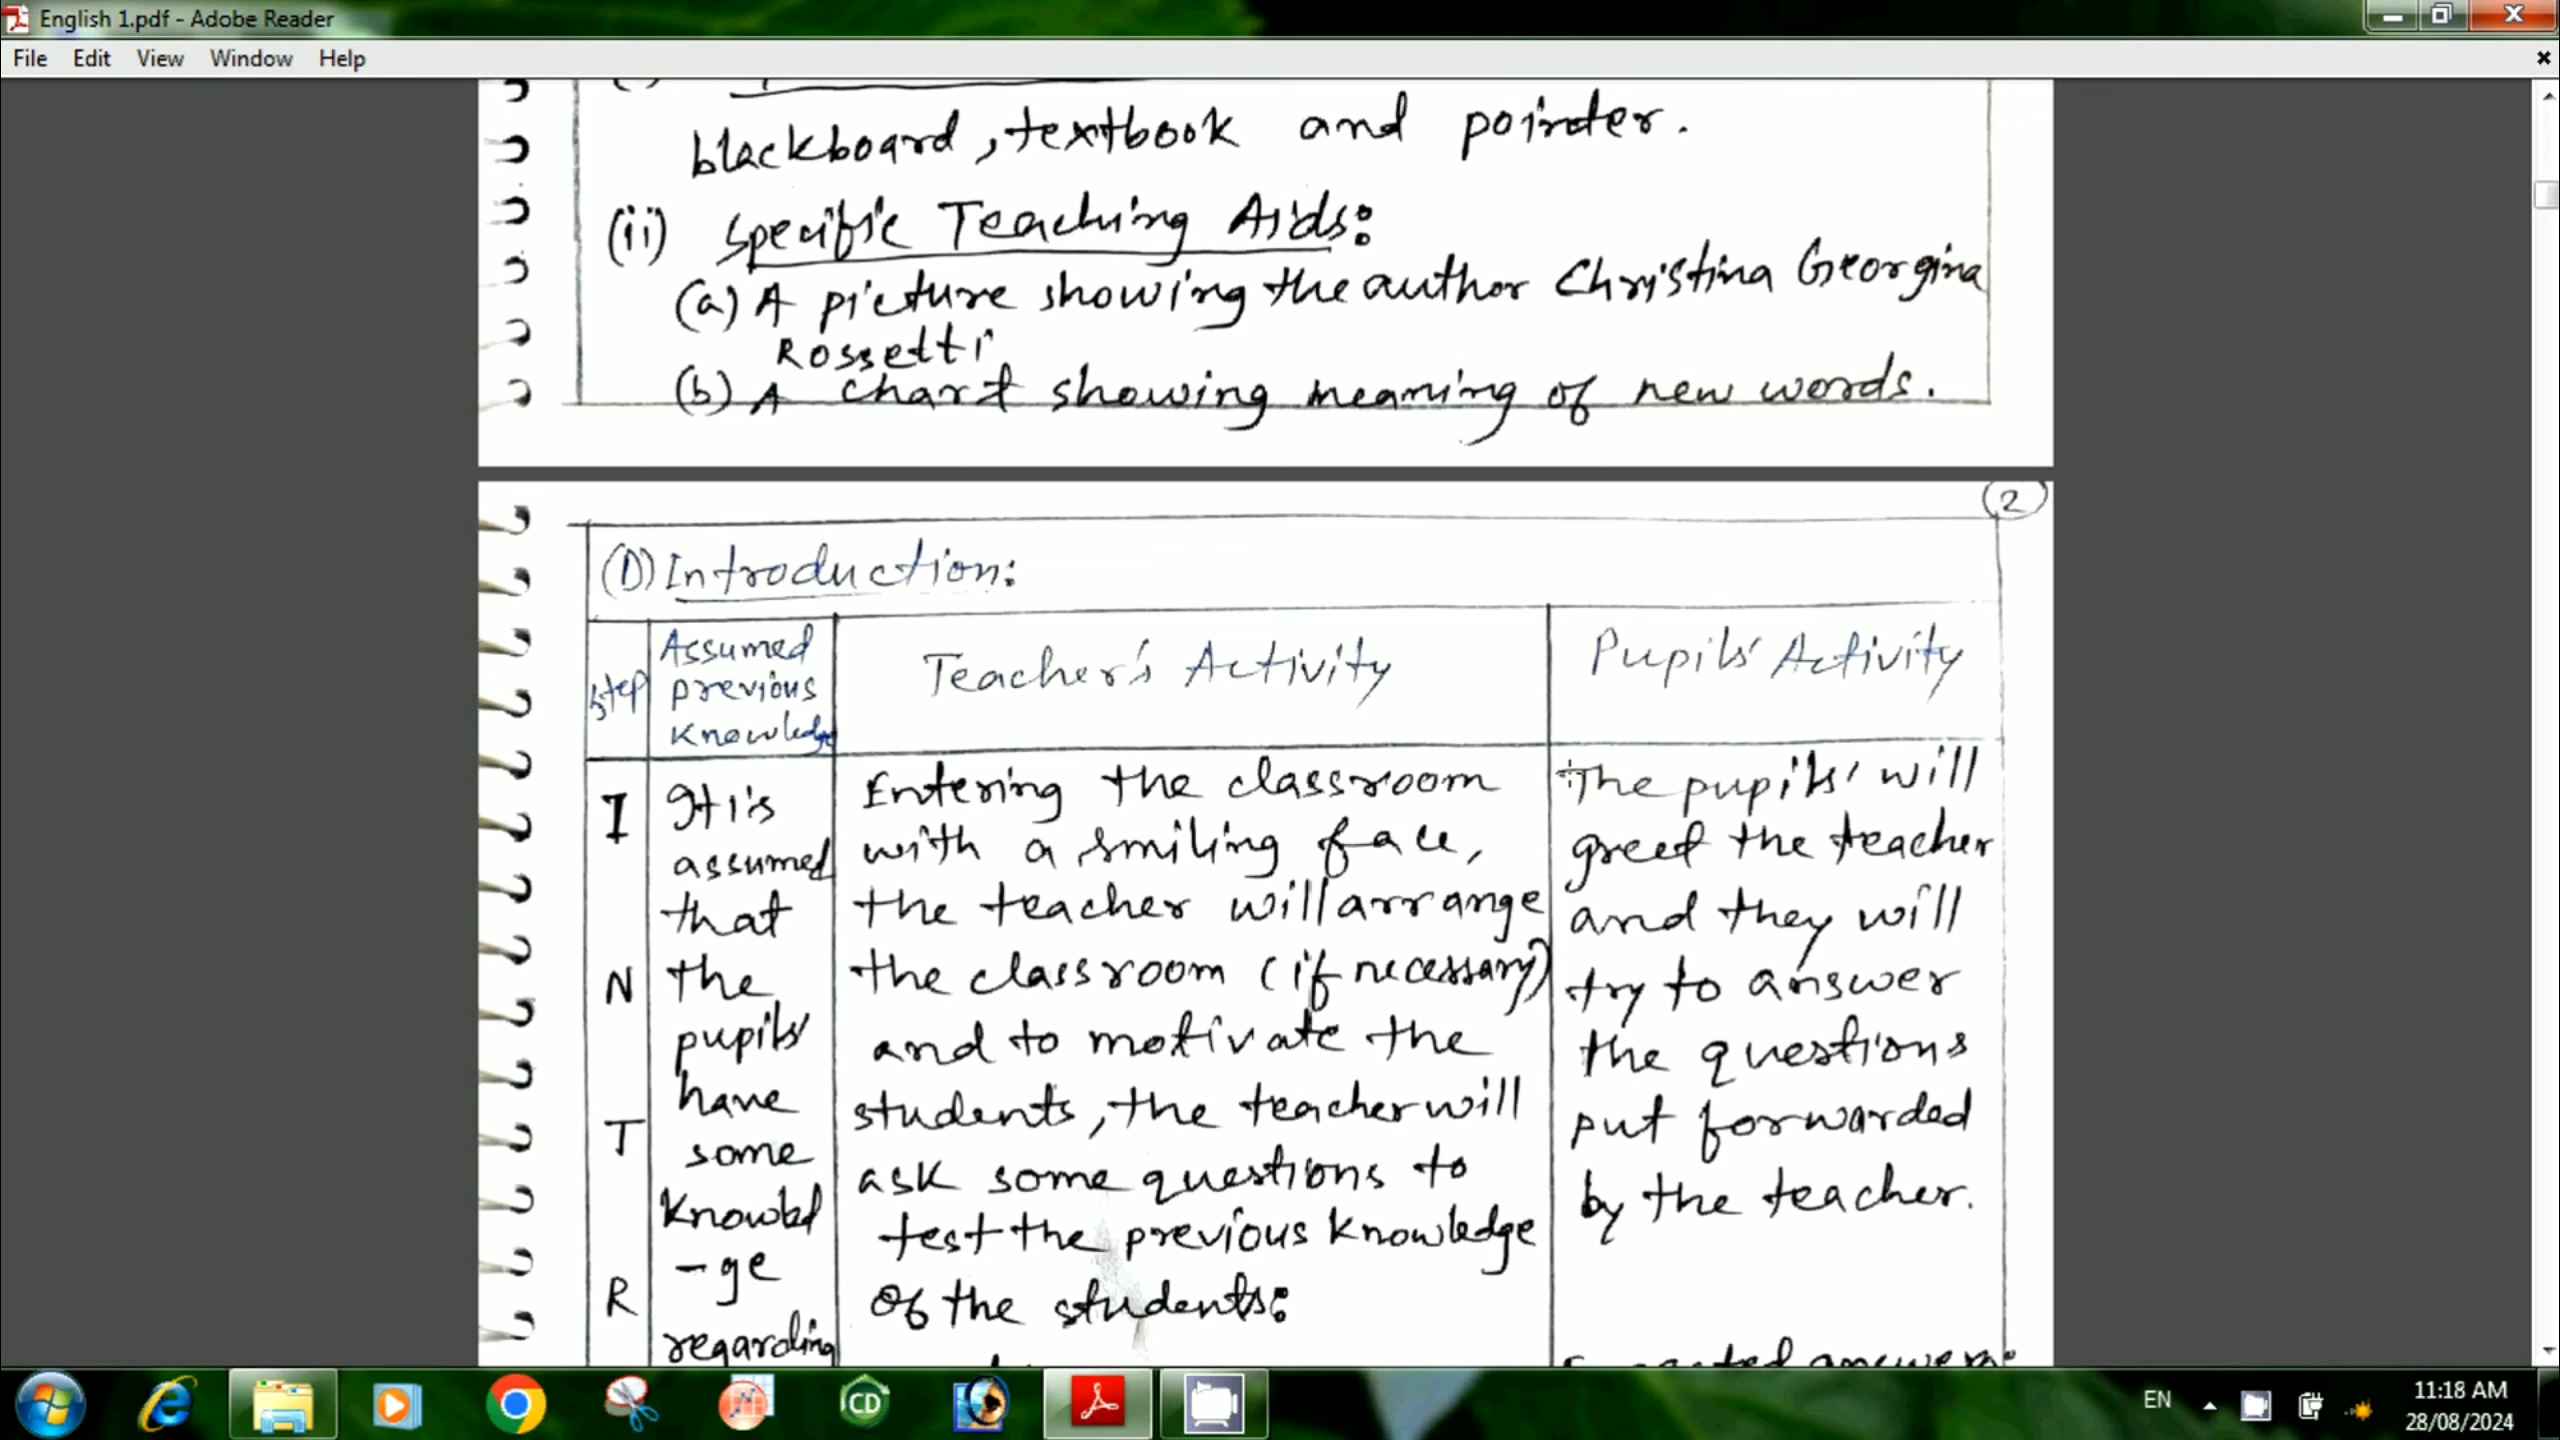 English 1.pdf - Adobe Reader
File Edit View Window Help
blackboard, textbook and pointer.
(ii) Specific Teaching Aids:
(a) A picture showing the author Christina Georgina
Rossetti
(b) A chart showing meaning of new words.
2
(D) Introduction:
Step
Assumed
previous
Knowledge
Teacher's Activity
Pupils' Activity
I
N
T
R
It is
assumed
that
the
pupils'
have
some
Knowled
-ge
regarding
Entering the classroom
with a smiling face,
the teacher will arrange
the classroom (if necessary)
and to motivate the
students, the teacher will
ask some questions to
test the previous knowledge
of the students:
The pupils' will
greet the teacher
and they will
try to answer
the questions
put forwarded
by the teacher.
answers:
CD
EN
11:18 AM
28/08/2024